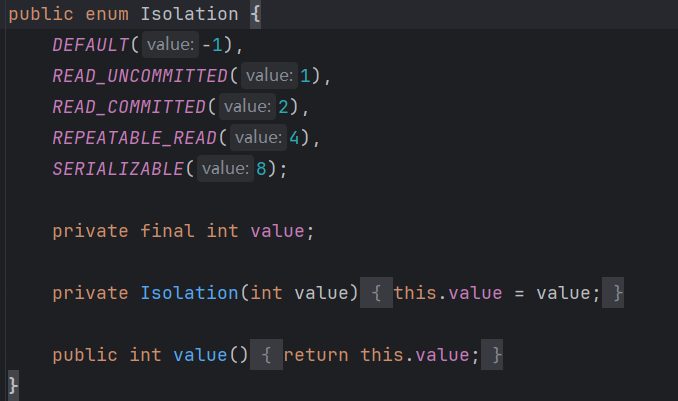 public enum Isolation {
DEFAULT( value: -1),
READ_UNCOMMITTED( value: 1),
READ_COMMITTED( value: 2),
REPEATABLE_READ( value: 4),
SERIALIZABLE( value: 8);
private final int value;
private Isolation(int value) { this.value = value; }
public int value() { return this.value; }
}